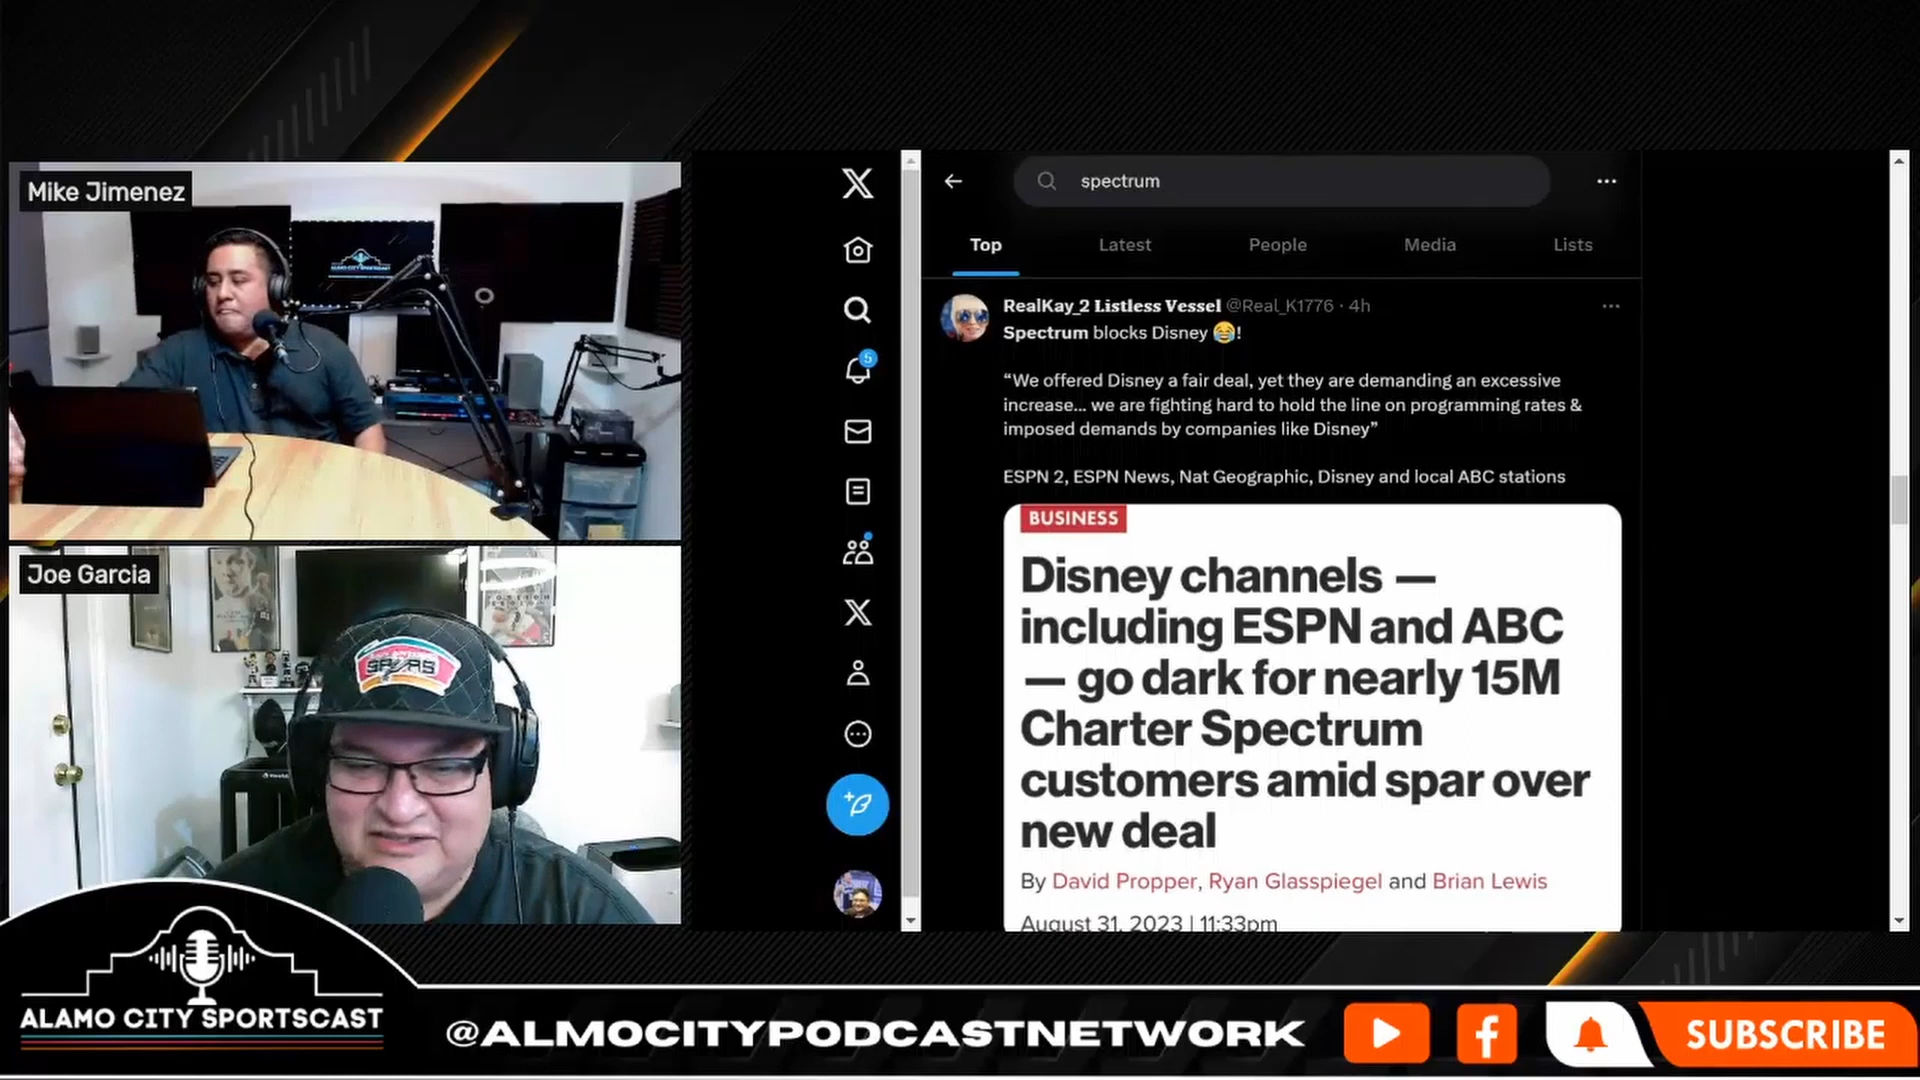 Mike Jimenez
ALAMO CITY SPORTSCAST
Joe Garcia
SPURS
spectrum
Top
Latest
People
Media
Lists
5
RealKay_2 Listless Vessel @Real_K1776 · 4h
Spectrum blocks Disney 😂!
“We offered Disney a fair deal, yet they are demanding an excessive
increase... we are fighting hard to hold the line on programming rates &
imposed demands by companies like Disney”
ESPN 2, ESPN News, Nat Geographic, Disney and local ABC stations
BUSINESS
Disney channels —
including ESPN and ABC
— go dark for nearly 15M
Charter Spectrum
customers amid spar over
new deal
By David Propper, Ryan Glasspiegel and Brian Lewis
August 31, 2023 | 11:33pm
ALAMO CITY SPORTSCAST
@ALMOCITYPODCASTNETWORK
SUBSCRIBE